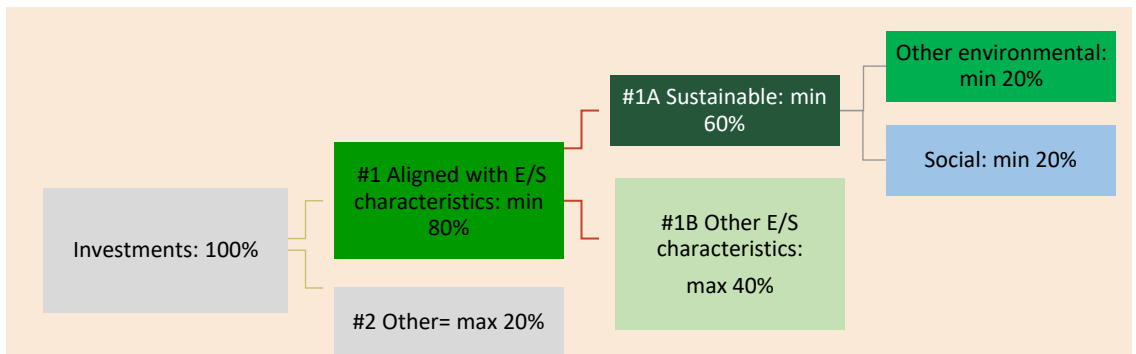 Investments: 100%
#1 Aligned with E/S
characteristics: min
80%
#2 Other= max 20%
#1A Sustainable: min
60%
#1B Other E/S
characteristics:
max 40%
Other environmental:
min 20%
Social: min 20%